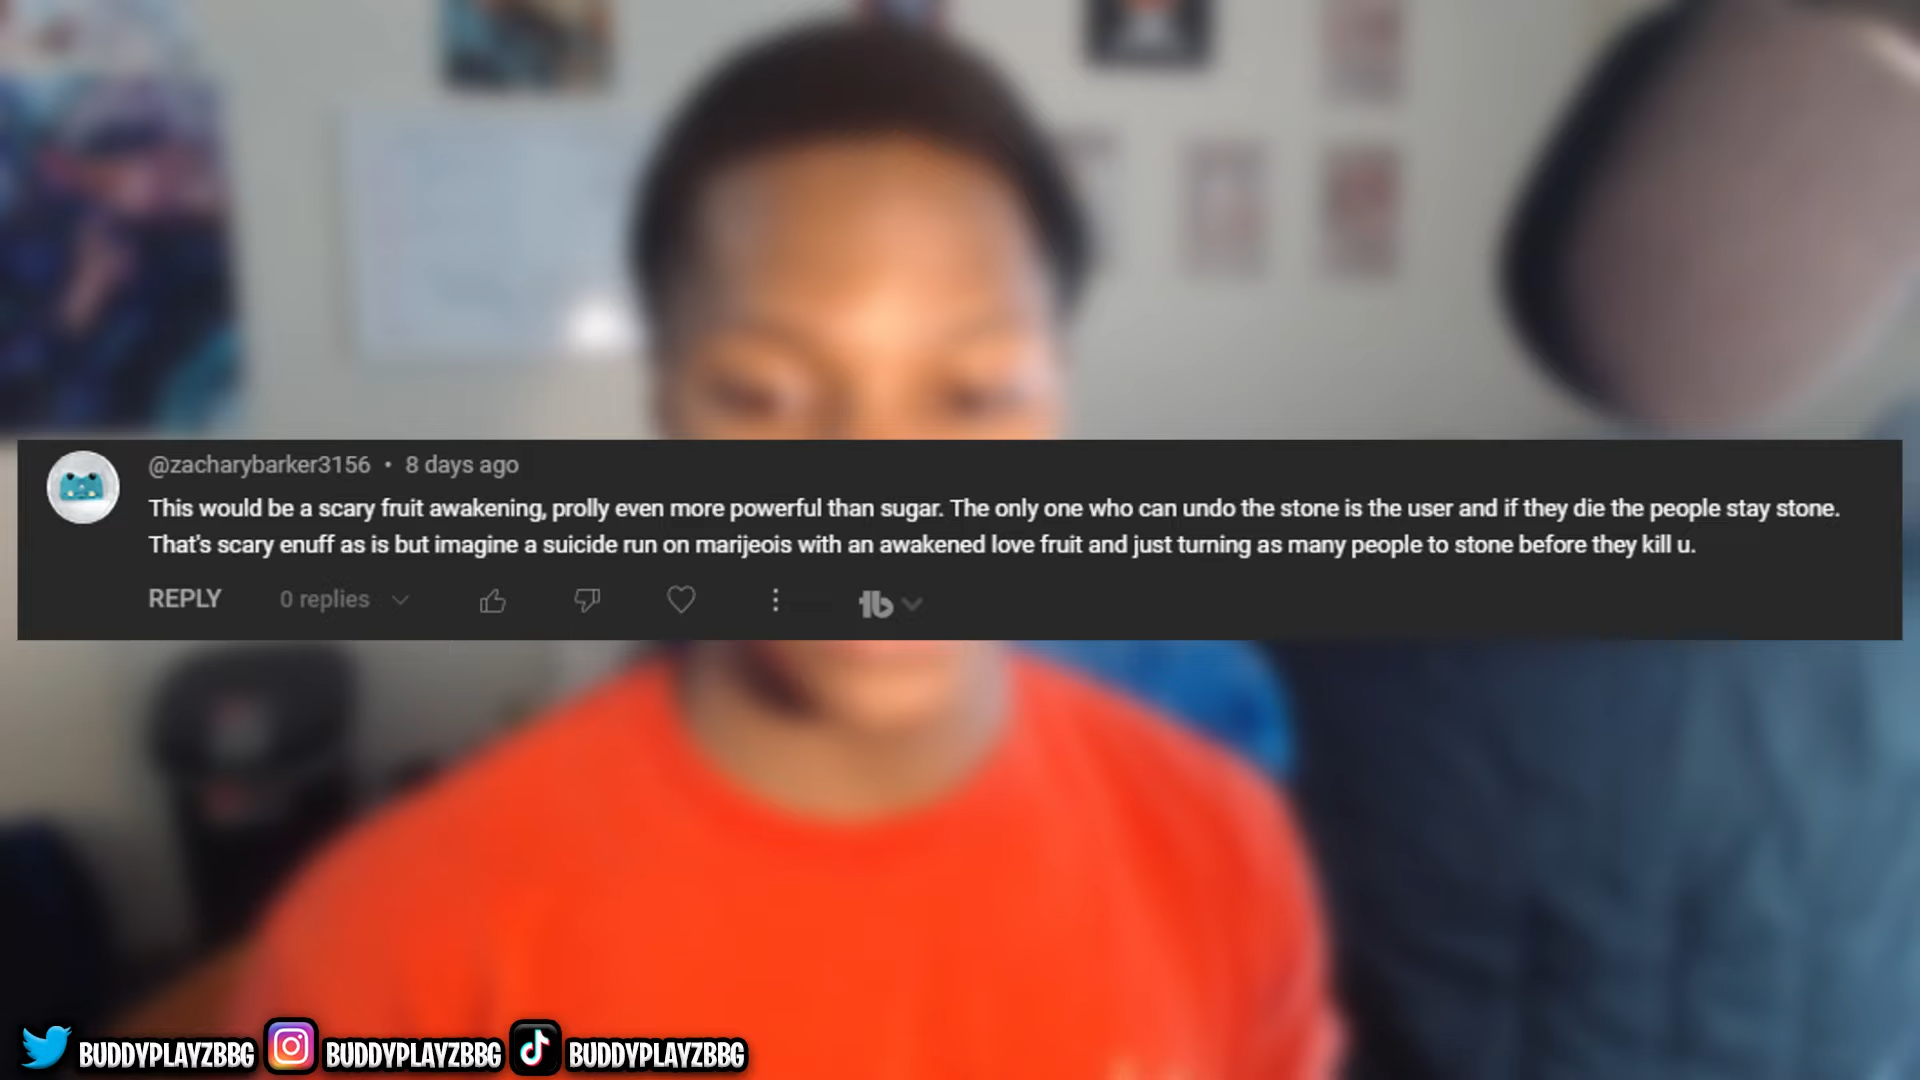 @zacharybarker3156 • 8 days ago
This would be a scary fruit awakening, prolly even more powerful than sugar. The only one who can undo the stone is the user and if they die the people stay stone.
That's scary enuff as is but imagine a suicide run on marijeois with an awakened love fruit and just turning as many people to stone before they kill u.
REPLY 0 replies
BUDDYPLAYZBBG BUDDYPLAYZBBG BUDDYPLAYZBBG